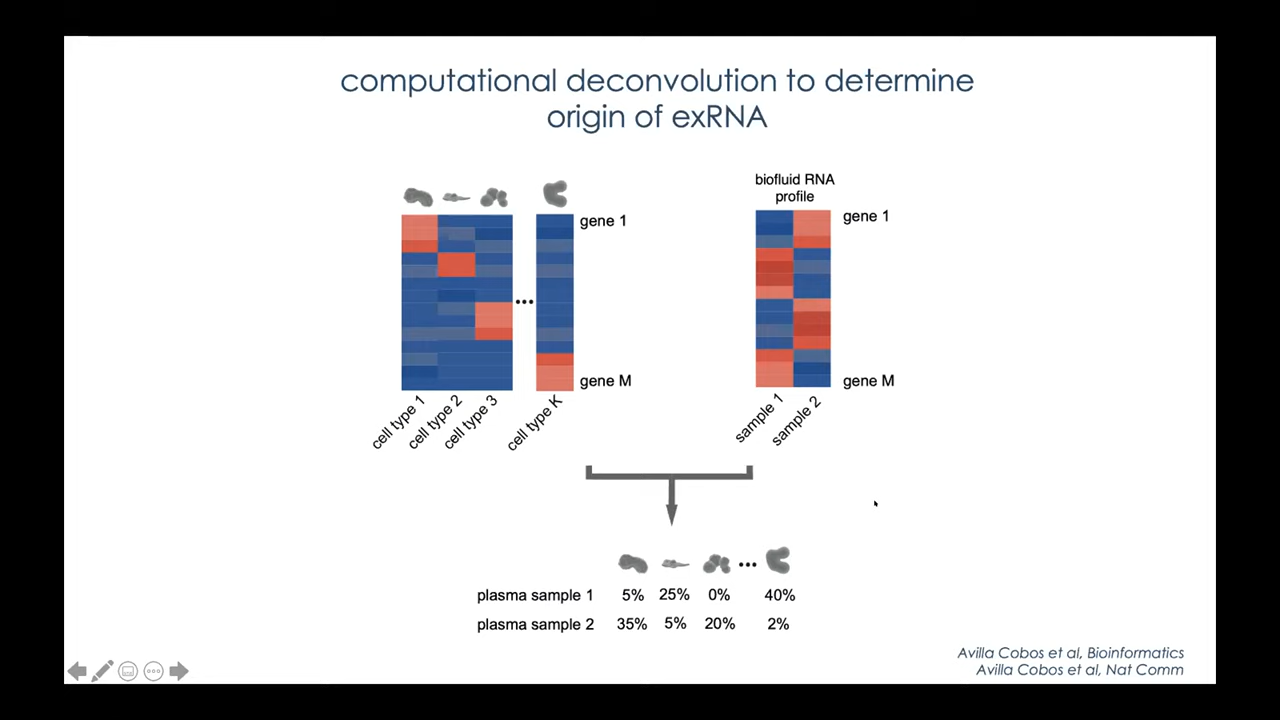 computational deconvolution to determine
origin of exRNA
biofluid RNA
profile
gene 1
gene M
cell type 1
cell type 2
cell type 3
...
cell type K
gene 1
gene M
sample 1
sample 2
...
plasma sample 1 5% 25% 0% 40%
plasma sample 2 35% 5% 20% 2%
Avilla Cobos et al, Bioinformatics
Avilla Cobos et al, Nat Comm